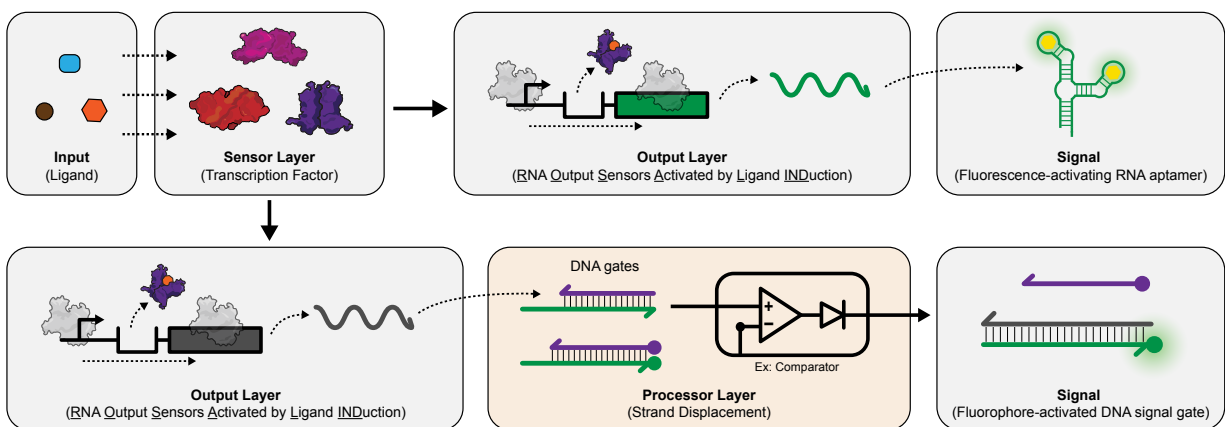 Input
(Ligand)
Sensor Layer
(Transcription Factor)
Output Layer
(RNA Output Sensors Activated by Ligand INDuction)
Signal
(Fluorescence-activating RNA aptamer)
Output Layer
(RNA Output Sensors Activated by Ligand INDuction)
DNA gates
+
−
Ex: Comparator
Processor Layer
(Strand Displacement)
Signal
(Fluorophore-activated DNA signal gate)